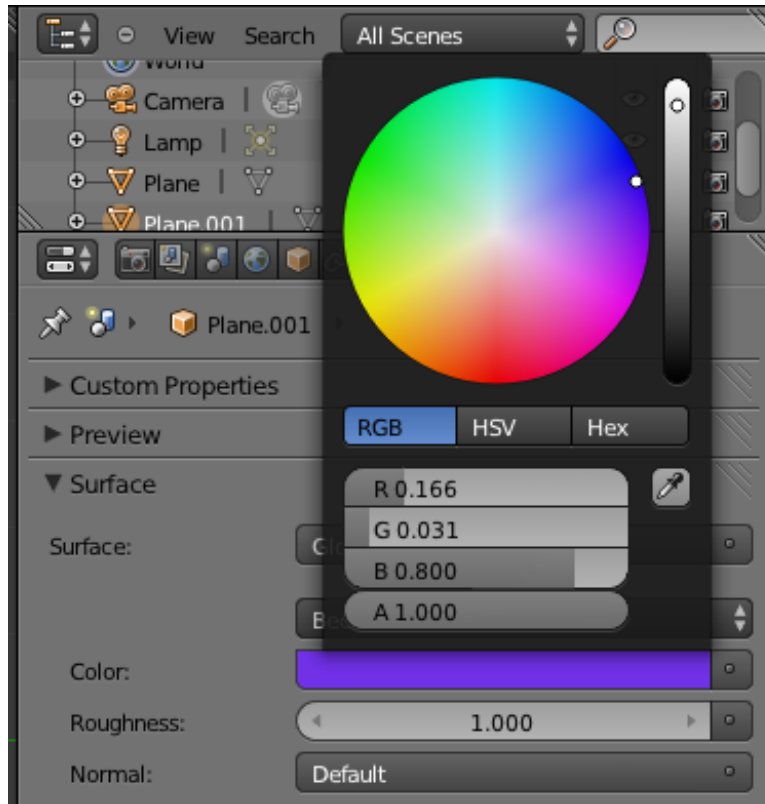 View Search All Scenes
World
Camera
Lamp
Plane
Plane.001
Plane.001
Custom Properties
Preview
RGB HSV Hex
Surface
R 0.166
G 0.031
Surface:
B 0.800
A 1.000
Color:
Roughness: 1.000
Normal: Default